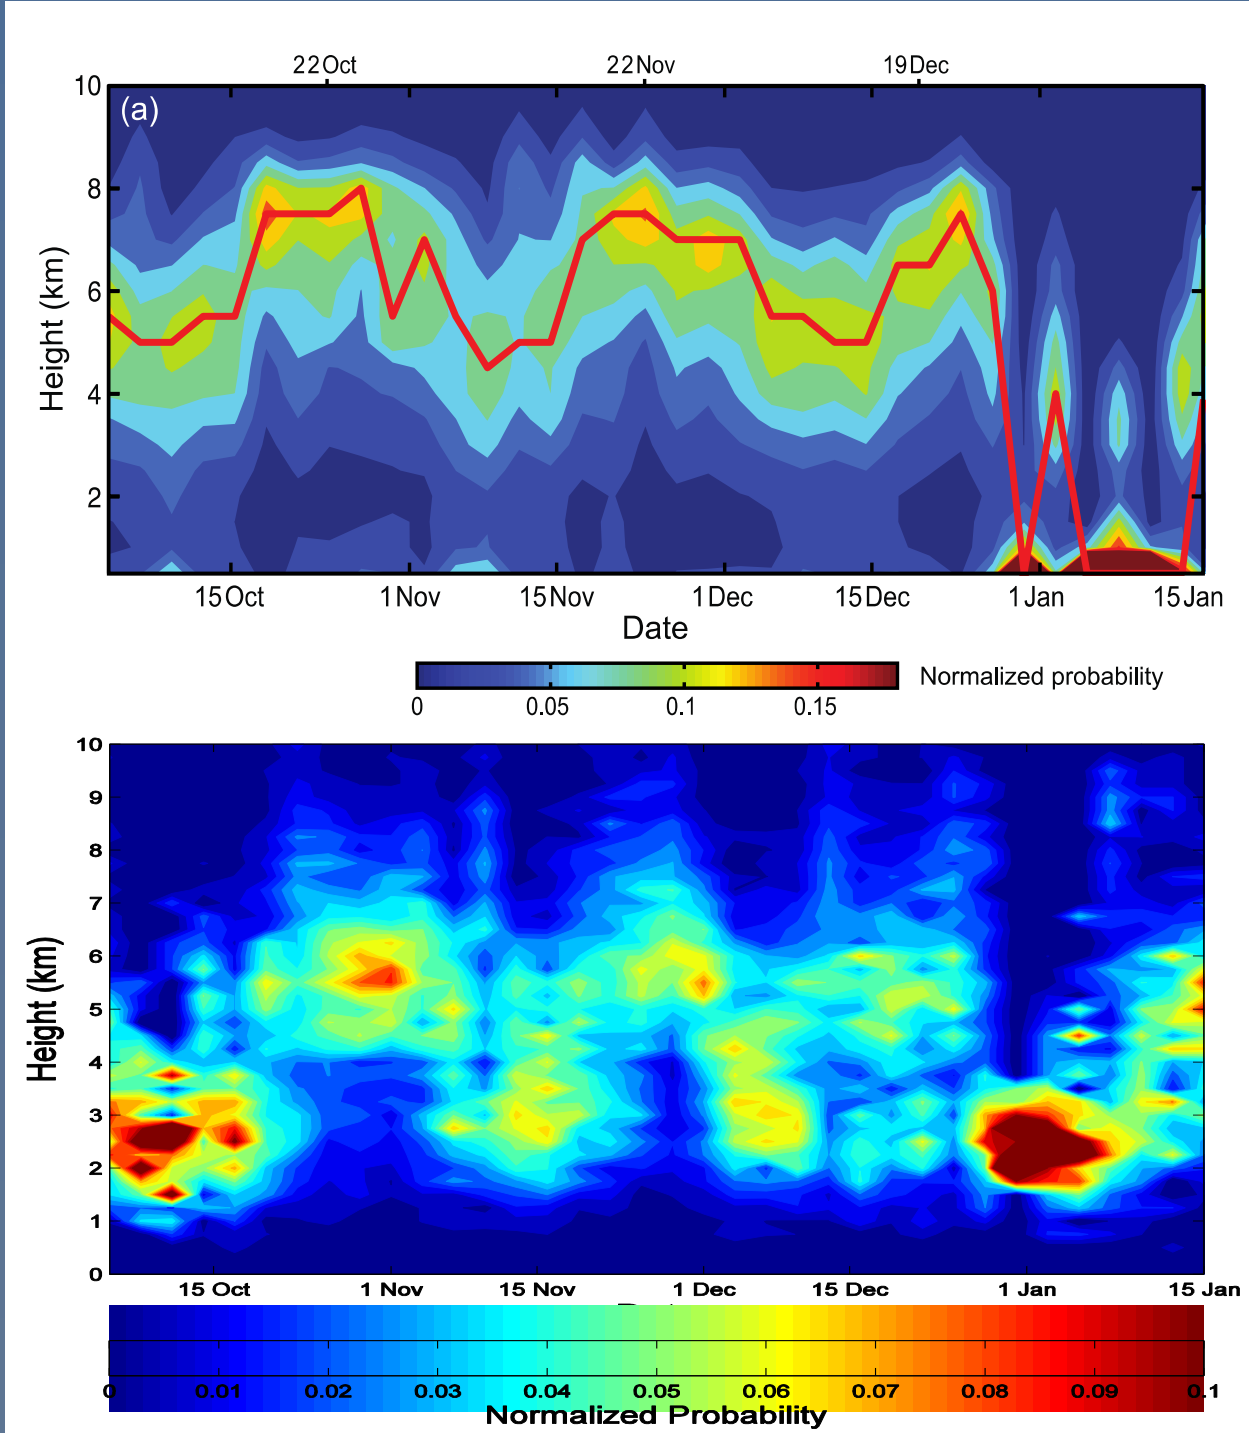 22Oct 22Nov 19Dec
(a)
10
8
6
4
2
Height (km)
15Oct 1Nov 15Nov 1Dec 15Dec 1Jan 15Jan
Date
Normalized probability
0 0.05 0.1 0.15
10
9
8
7
6
5
4
3
2
1
0
Height (km)
15 Oct 1 Nov 15 Nov 1 Dec 15 Dec 1 Jan 15 Jan
0 0.01 0.02 0.03 0.04 0.05 0.06 0.07 0.08 0.09 0.1
Normalized Probability